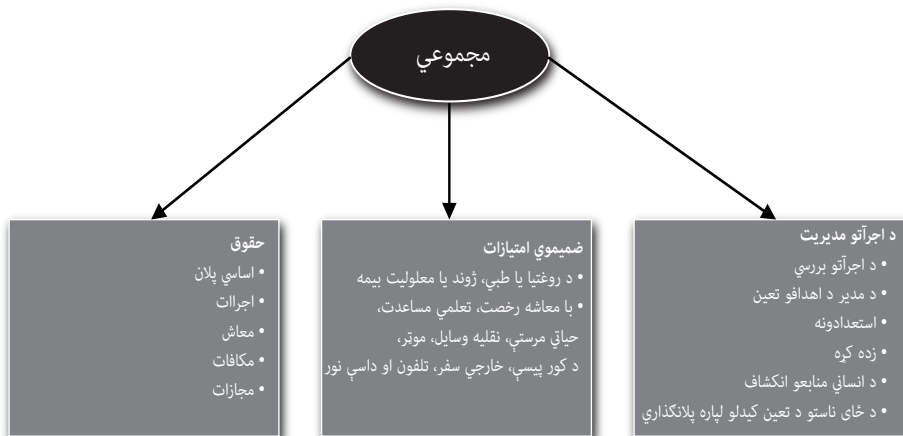 مجموعي
د اجرآتو مدیریت
• د اجرآتو بررسي
• د مدیر د اهدافو تعین
• استعدادونه
• زده کړه
• د انساني منابعو انکشاف
• د ځای ناستو د تعین کیدلو لپاره پلانګذاري
ضمیموي امتیازات
• د روغتیا یا طبي، ژوند یا معلولیت بیمه
• با معاشه رخصت، تعلمي مساعدت،
حیاتي مرستې، نقلیه وسایل، موټر،
د کور پیسې، خارجي سفر، تلفون او داسې نور
حقوق
• اساسي پلان
• اجراات
• معاش
• مکافات
• مجازات